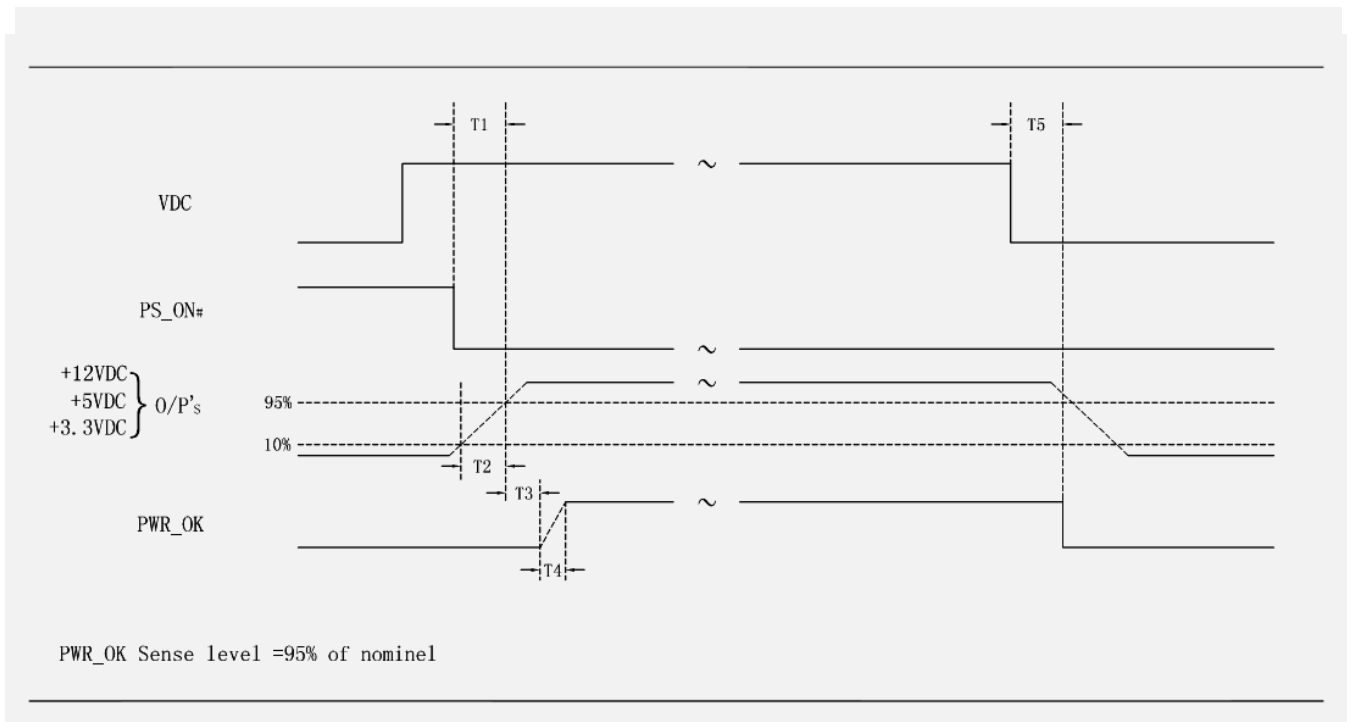 T1
T5
VDC
PS_ON#
+12VDC
+5VDC
+3.3VDC
O/P's
95%
10%
T2
T3
PWR_OK
T4
PWR_OK Sense level =95% of nominel